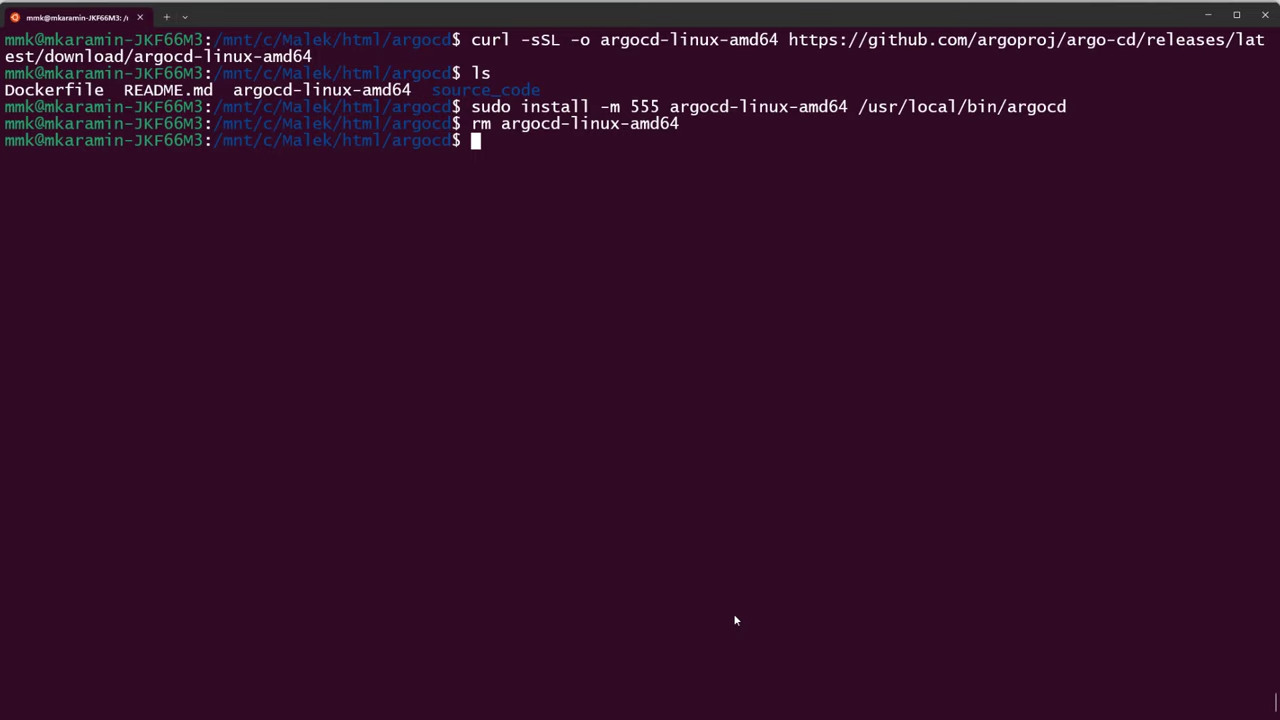 mmk@mkaramin-JKF66M3: /r
mmk@mkaramin-JKF66M3:/mnt/c/Malek/html/argocd$ curl -sSL -o argocd-linux-amd64 https://github.com/argoproj/argo-cd/releases/lat
est/download/argocd-linux-amd64
mmk@mkaramin-JKF66M3:/mnt/c/Malek/html/argocd$ ls
Dockerfile  README.md  argocd-linux-amd64  source_code
mmk@mkaramin-JKF66M3:/mnt/c/Malek/html/argocd$ sudo install -m 555 argocd-linux-amd64 /usr/local/bin/argocd
mmk@mkaramin-JKF66M3:/mnt/c/Malek/html/argocd$ rm argocd-linux-amd64
mmk@mkaramin-JKF66M3:/mnt/c/Malek/html/argocd$